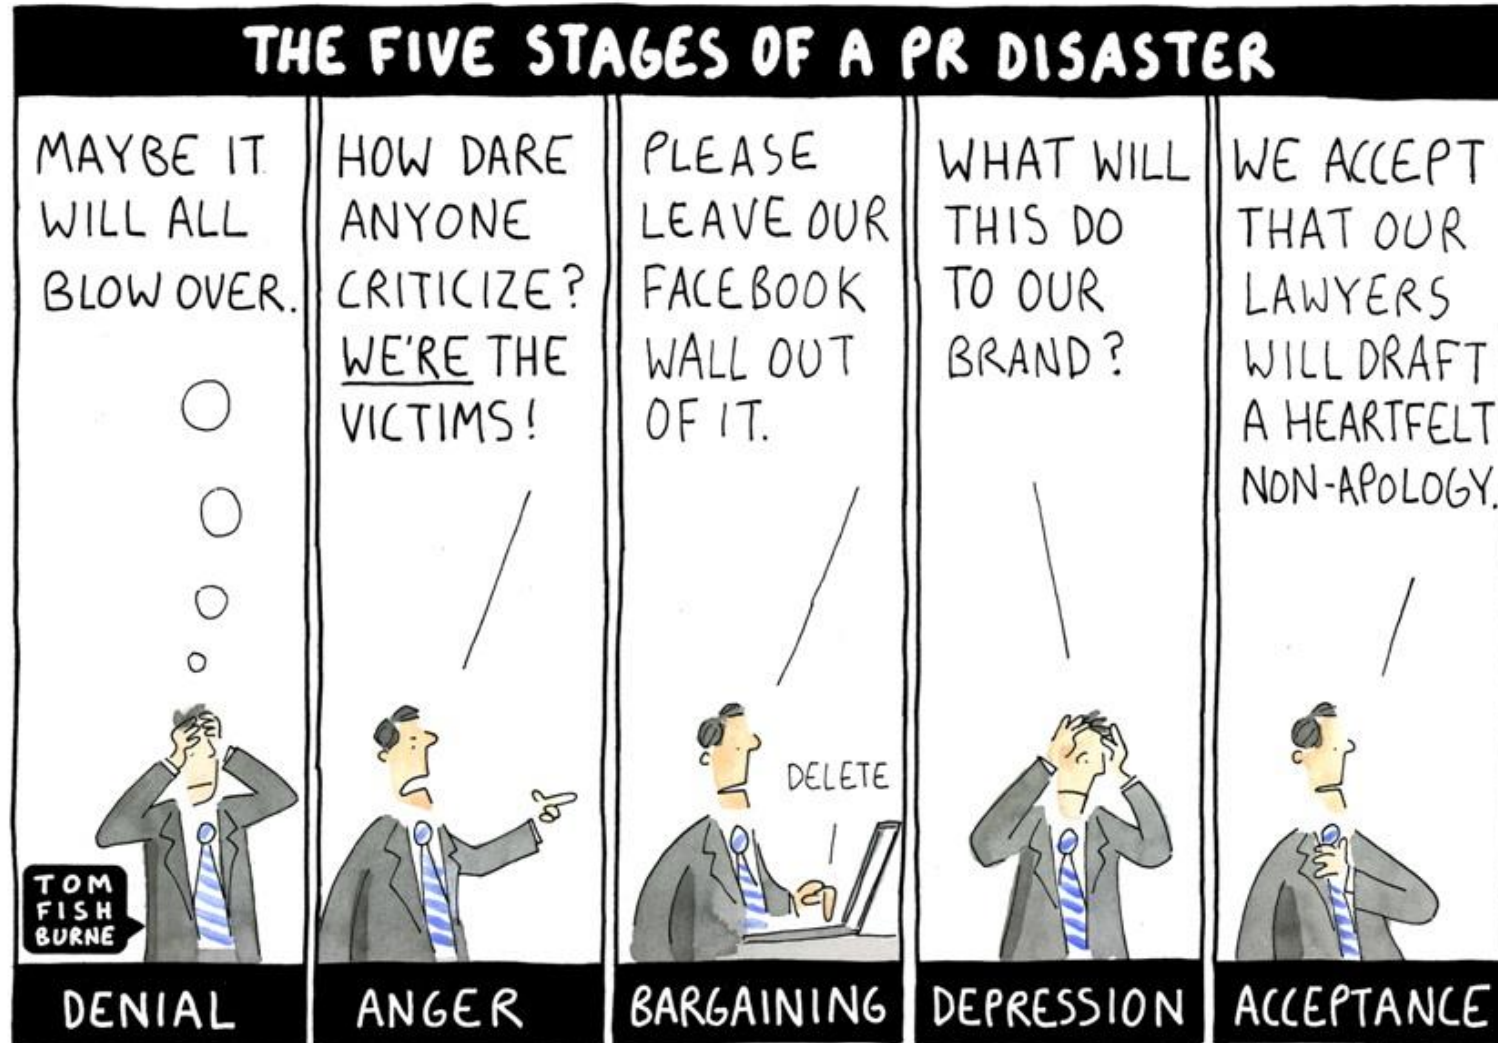 THE FIVE STAGES OF A PR DISASTER
MAYBE IT
WILL ALL
BLOW OVER.
HOW DARE
ANYONE
CRITICIZE?
WE'RE THE
VICTIMS!
PLEASE
LEAVE OUR
FACEBOOK
WALL OUT
OF IT.
WHAT WILL
THIS DO
TO OUR
BRAND?
WE ACCEPT
THAT OUR
LAWYERS
WILL DRAFT
A HEARTFELT
NON-APOLOGY.
DELETE
TOM
FISH
BURNE
DENIAL
ANGER
BARGAINING
DEPRESSION
ACCEPTANCE